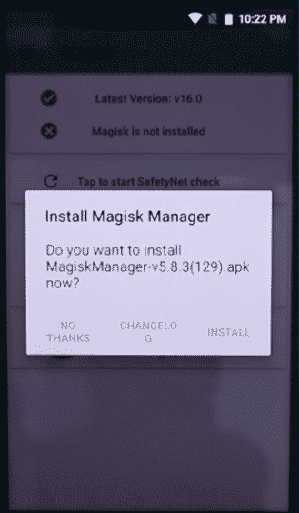 10:22 PM
Latest Version: v16.0
Magisk is not installed
Tap to start SafetyNet check
Install Magisk Manager
Do you want to install
MagiskManager-v5.8.3(129).apk
now?
NO
THANKS
CHANGELO
G
INSTALL